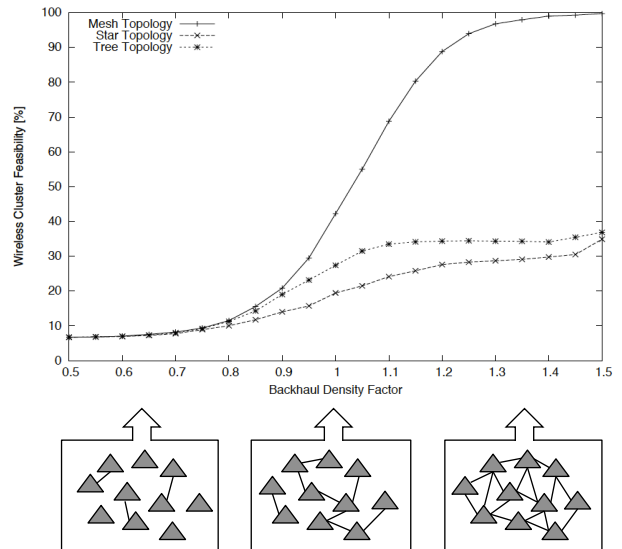 100
90
80
70
60
50
40
30
20
10
0
Wireless Cluster Feasibility [%]
Mesh Topology
Star Topology
Tree Topology
0.5 0.6 0.7 0.8 0.9 1 1.1 1.2 1.3 1.4 1.5
Backhaul Density Factor